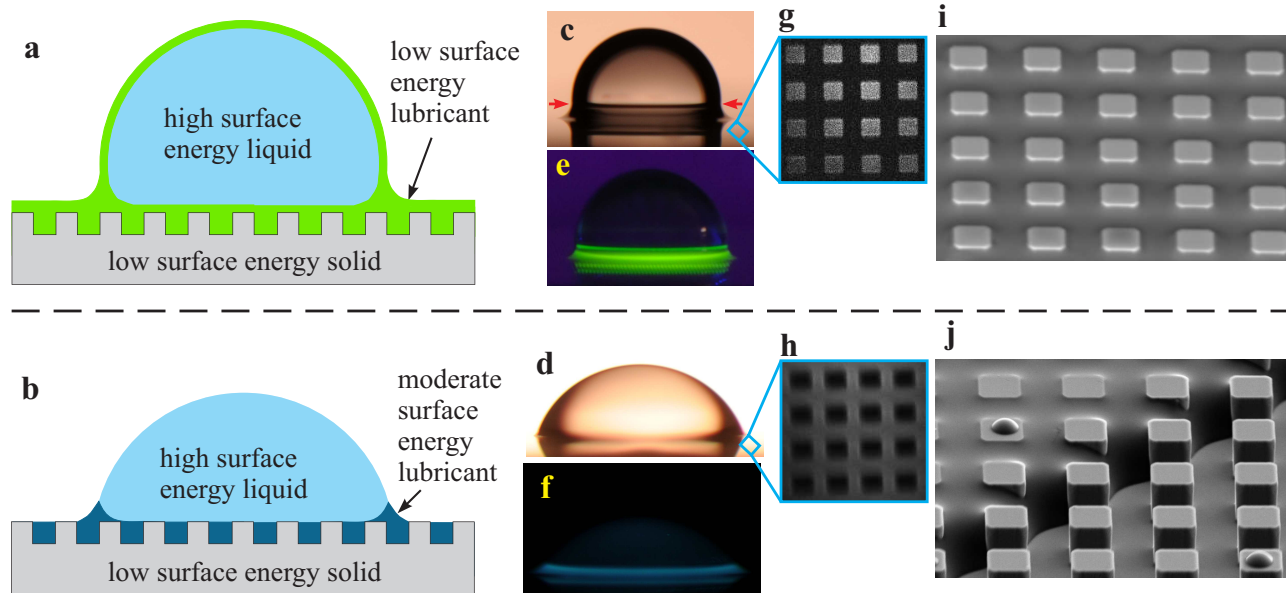 a
high surface
energy liquid
low surface
energy
lubricant
low surface energy solid
c
e
g
i
b
high surface
energy liquid
moderate
surface
energy
lubricant
low surface energy solid
d
f
h
j